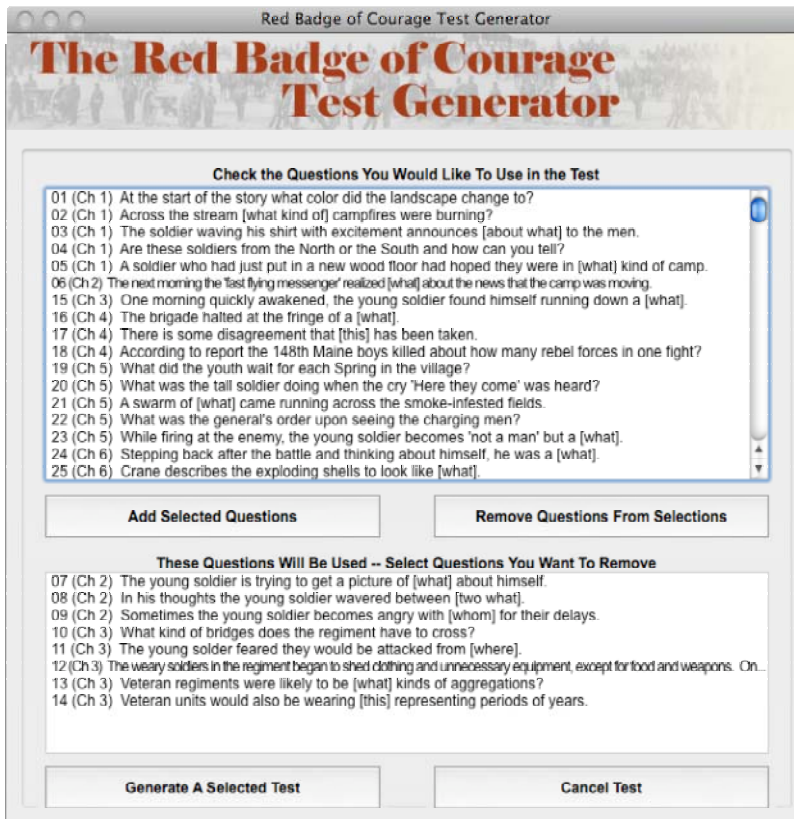 Red Badge of Courage Test Generator
The Red Badge of Courage
Test Generator
Check the Questions You Would Like To Use in the Test
01 (Ch 1) At the start of the story what color did the landscape change to?
02 (Ch 1) Across the stream [what kind of] campfires were burning?
03 (Ch 1) The soldier waving his shirt with excitement announces [about what] to the men.
04 (Ch 1) Are these soldiers from the North or the South and how can you tell?
05 (Ch 1) A soldier who had just put in a new wood floor had hoped they were in [what] kind of camp.
06 (Ch 2) The next morning the 'fast flying messenger' realized [what] about the news that the camp was moving.
15 (Ch 3) One morning quickly awakened, the young soldier found himself running down a [what].
16 (Ch 4) The brigade halted at the fringe of a [what].
17 (Ch 4) There is some disagreement that [this] has been taken.
18 (Ch 4) According to report the 148th Maine boys killed about how many rebel forces in one fight?
19 (Ch 5) What did the youth wait for each Spring in the village?
20 (Ch 5) What was the tall soldier doing when the cry 'Here they come' was heard?
21 (Ch 5) A swarm of [what] came running across the smoke-infested fields.
22 (Ch 5) What was the general's order upon seeing the charging men?
23 (Ch 5) While firing at the enemy, the young soldier becomes 'not a man' but a [what].
24 (Ch 6) Stepping back after the battle and thinking about himself, he was a [what].
25 (Ch 6) Crane describes the exploding shells to look like [what].
Add Selected Questions
Remove Questions From Selections
These Questions Will Be Used -- Select Questions You Want To Remove
07 (Ch 2) The young soldier is trying to get a picture of [what] about himself.
08 (Ch 2) In his thoughts the young soldier wavered between [two what].
09 (Ch 2) Sometimes the young soldier becomes angry with [whom] for their delays.
10 (Ch 3) What kind of bridges does the regiment have to cross?
11 (Ch 3) The young solder feared they would be attacked from [where].
12 (Ch 3) The weary soldiers in the regiment began to shed clothing and unnecessary equipment, except for food and weapons. On...
13 (Ch 3) Veteran regiments were likely to be [what] kinds of aggregations?
14 (Ch 3) Veteran units would also be wearing [this] representing periods of years.
Generate A Selected Test
Cancel Test